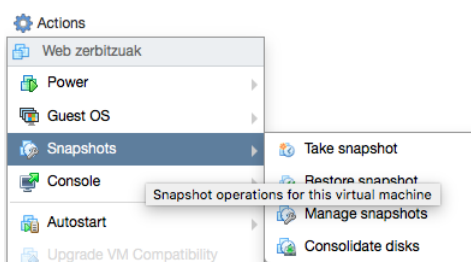 Actions
Web zerbitzuak
Power
Guest OS
Snapshots
Take snapshot
Console
Restore snapshot
Snapshot operations for this virtual machine
Manage snapshots
Autostart
Consolidate disks
Upgrade VM Compatibility